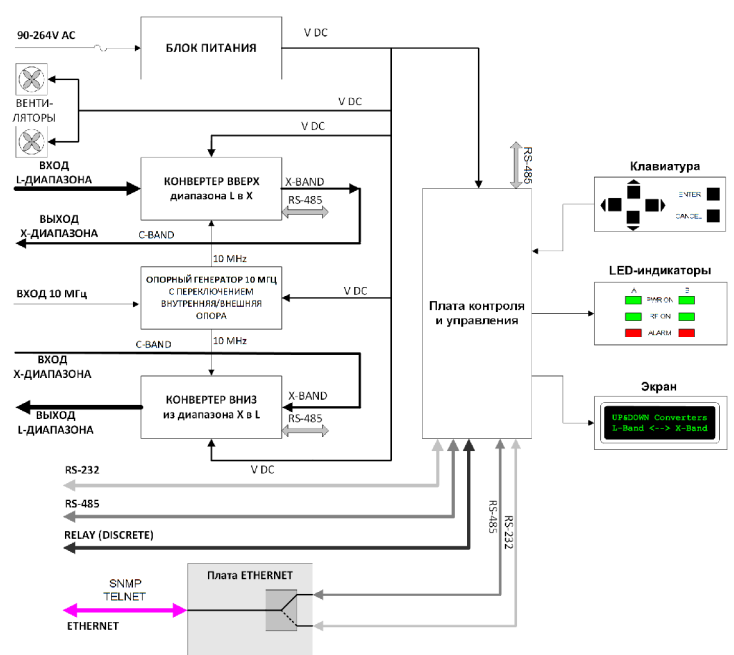 90-264V AC
БЛОК ПИТАНИЯ
V DC
V DC
V DC
ВЕНТИ-
ЛЯТОРЫ
ВХОД
L-ДИАПАЗОНА
КОНВЕРТЕР ВВЕРХ
диапазона L в X
X-BAND
RS-485
RS-485
ВЫХОД
X-ДИАПАЗОНА
C-BAND
10 MHz
Клавиатура
ENTER
CANCEL
ВХОД 10 МГц
ОПОРНЫЙ ГЕНЕРАТОР 10 МГЦ
С ПЕРЕКЛЮЧЕНИЕМ
ВНУТРЕННЯЯ/ВНЕШНЯЯ
ОПОРА
V DC
Плата контроля
и управления
LED-индикаторы
A B
PWR ON
RF ON
ALARM
C-BAND
10 MHz
ВХОД
X-ДИАПАЗОНА
КОНВЕРТЕР ВНИЗ
из диапазона X в L
X-BAND
RS-485
ВЫХОД
L-ДИАПАЗОНА
V DC
Экран
UP&DOWN Converters
L-Band <--> X-Band
RS-232
RS-485
RELAY (DISCRETE)
RS-485
RS-232
Плата ETHERNET
SNMP
TELNET
ETHERNET